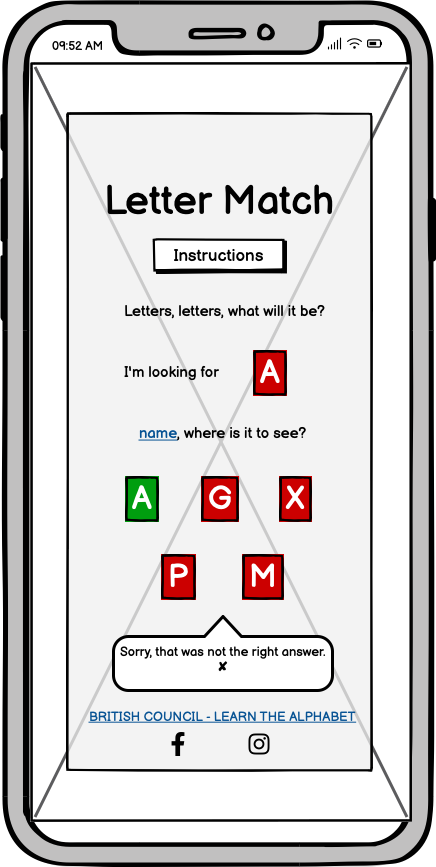 09:52 AM
Letter Match
Instructions
Letters, letters, what will it be?
I'm looking for A
name, where is it to see?
A G X
P M
Sorry, that was not the right answer.
✘
BRITISH COUNCIL - LEARN THE ALPHABET